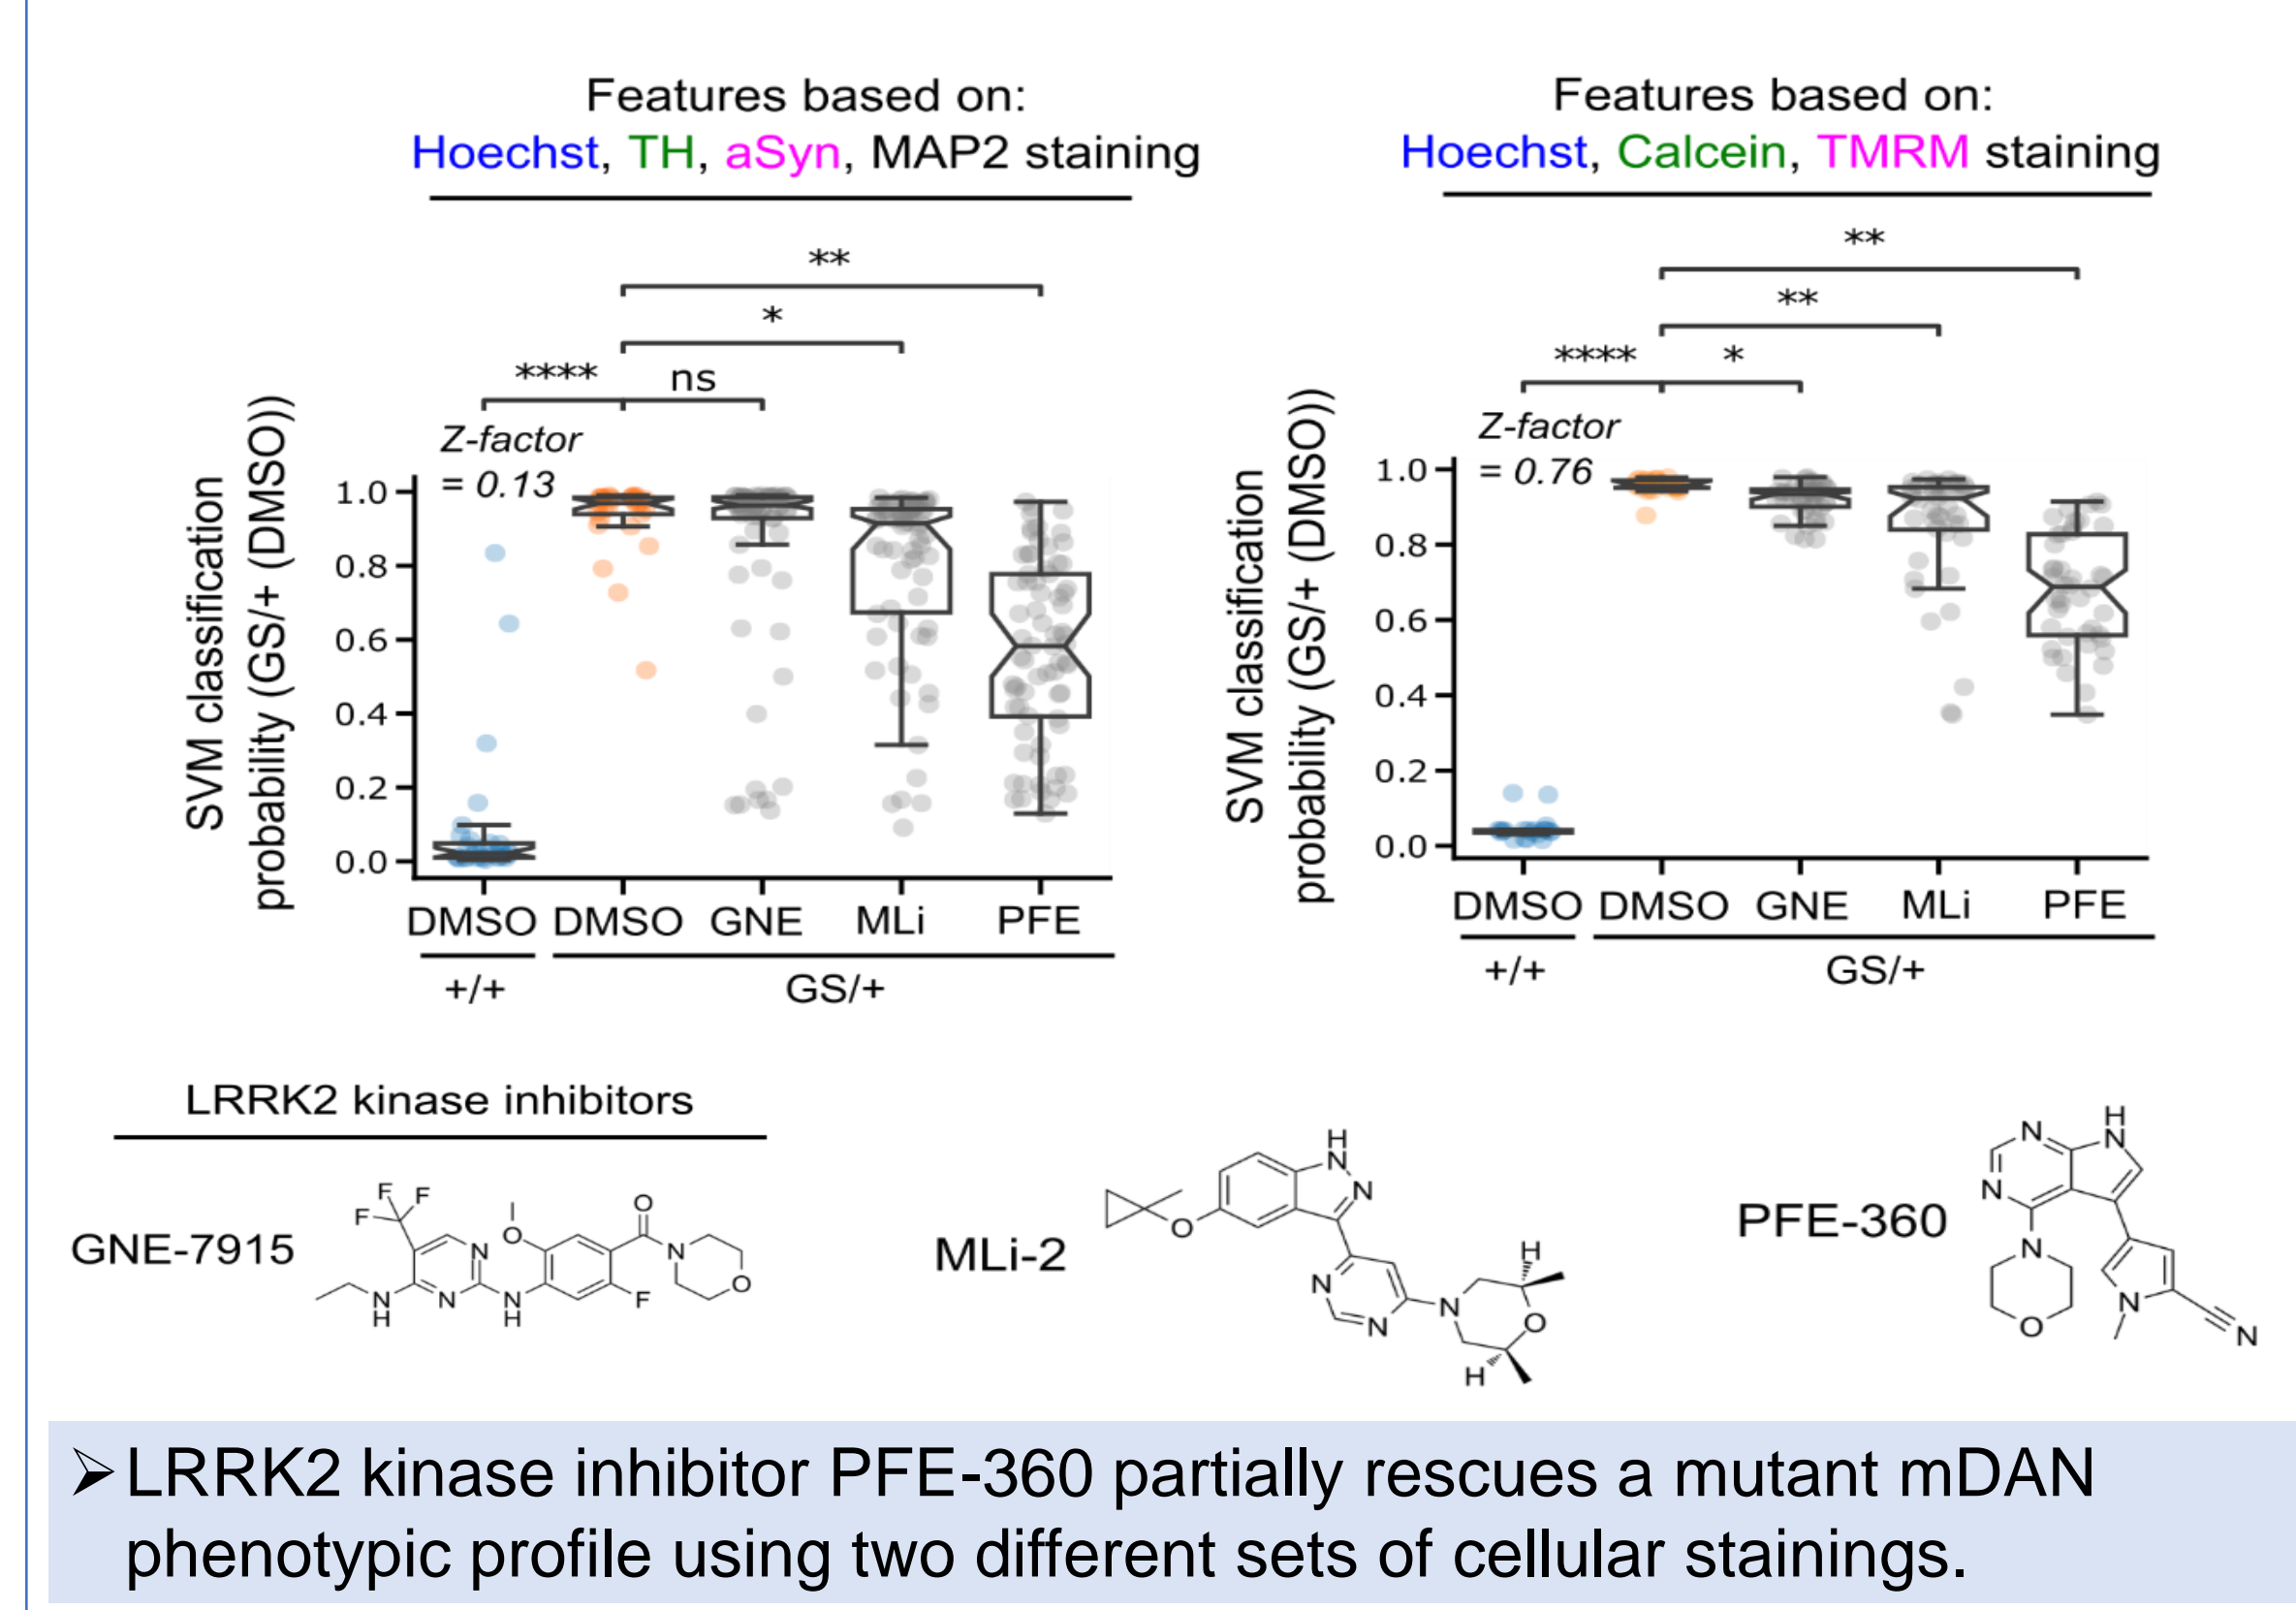 Features based on:
Hoechst, TH, aSyn, MAP2 staining
**
*
**** ns
Z-factor
= 0.13
SVM classification
probability (GS/+ (DMSO))
1.0
0.8
0.6
0.4
0.2
0.0
DMSO DMSO GNE MLi PFE
+/+ GS/+
Features based on:
Hoechst, Calcein, TMRM staining
**
**
**** *
Z-factor
= 0.76
SVM classification
probability (GS/+ (DMSO))
1.0
0.8
0.6
0.4
0.2
0.0
DMSO DMSO GNE MLi PFE
+/+ GS/+
LRRK2 kinase inhibitors
GNE-7915
F F
F
O
O
N
N
O
N
H
N
N
H
F
MLi-2
H
N
N
O
N
N
N
H
O
H
PFE-360
H
N
N
N
N
O
N
N
➢LRRK2 kinase inhibitor PFE-360 partially rescues a mutant mDAN
phenotypic profile using two different sets of cellular stainings.